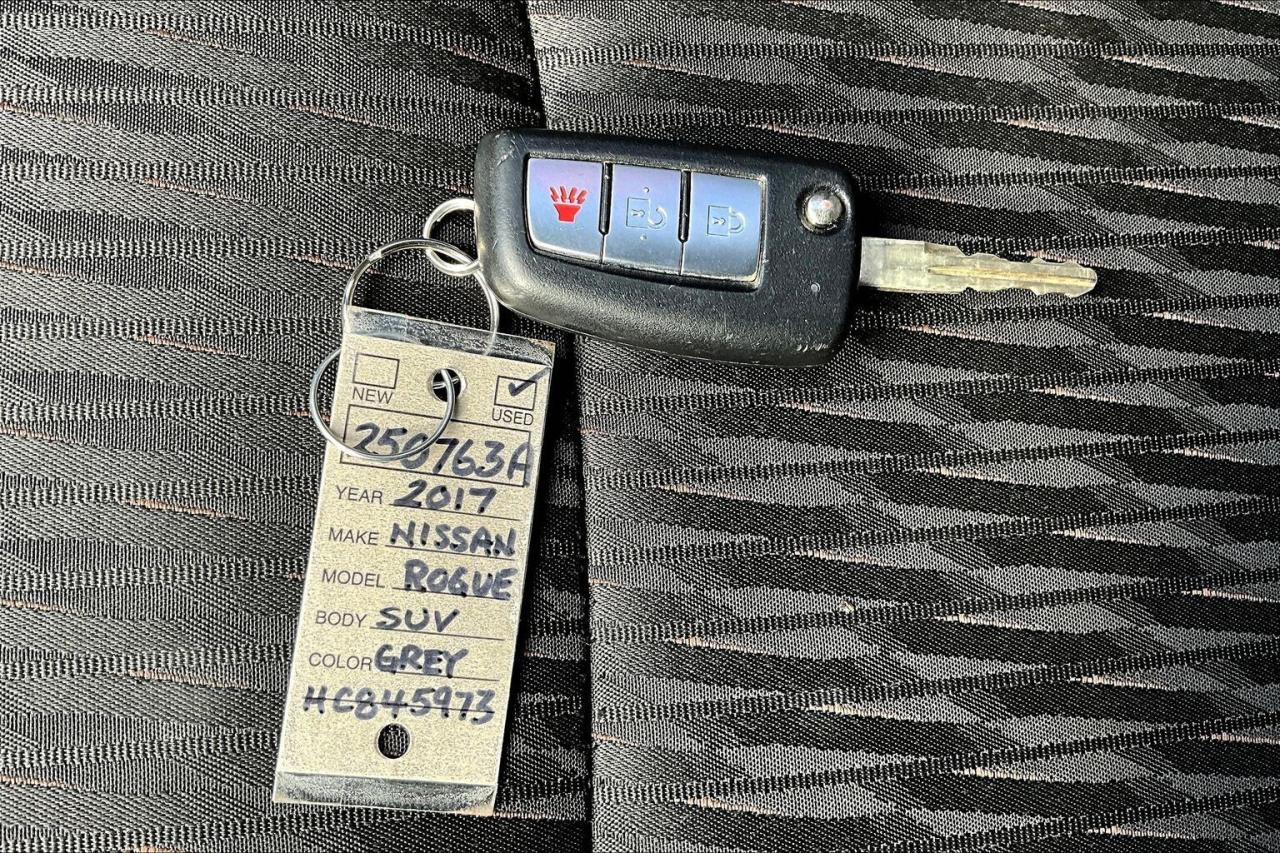 NEW USED
250763A
YEAR 2017
MAKE NISSAN
MODEL ROGUE
BODY SUV
COLOR GREY
HC845973